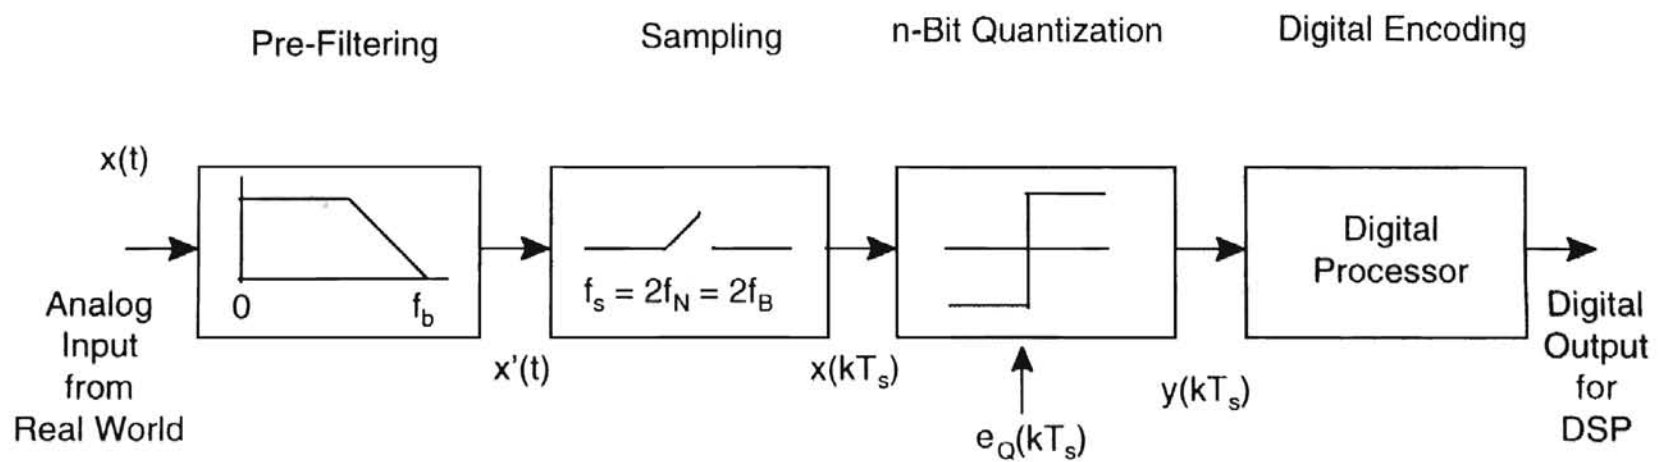 Pre-Filtering
Sampling
n-Bit Quantization
Digital Encoding
x(t)
Analog
Input
from
Real World
0
f_b
x'(t)
f_s = 2f_N = 2f_B
x(kT_s)
e_Q(kT_s)
y(kT_s)
Digital
Processor
Digital
Output
for
DSP